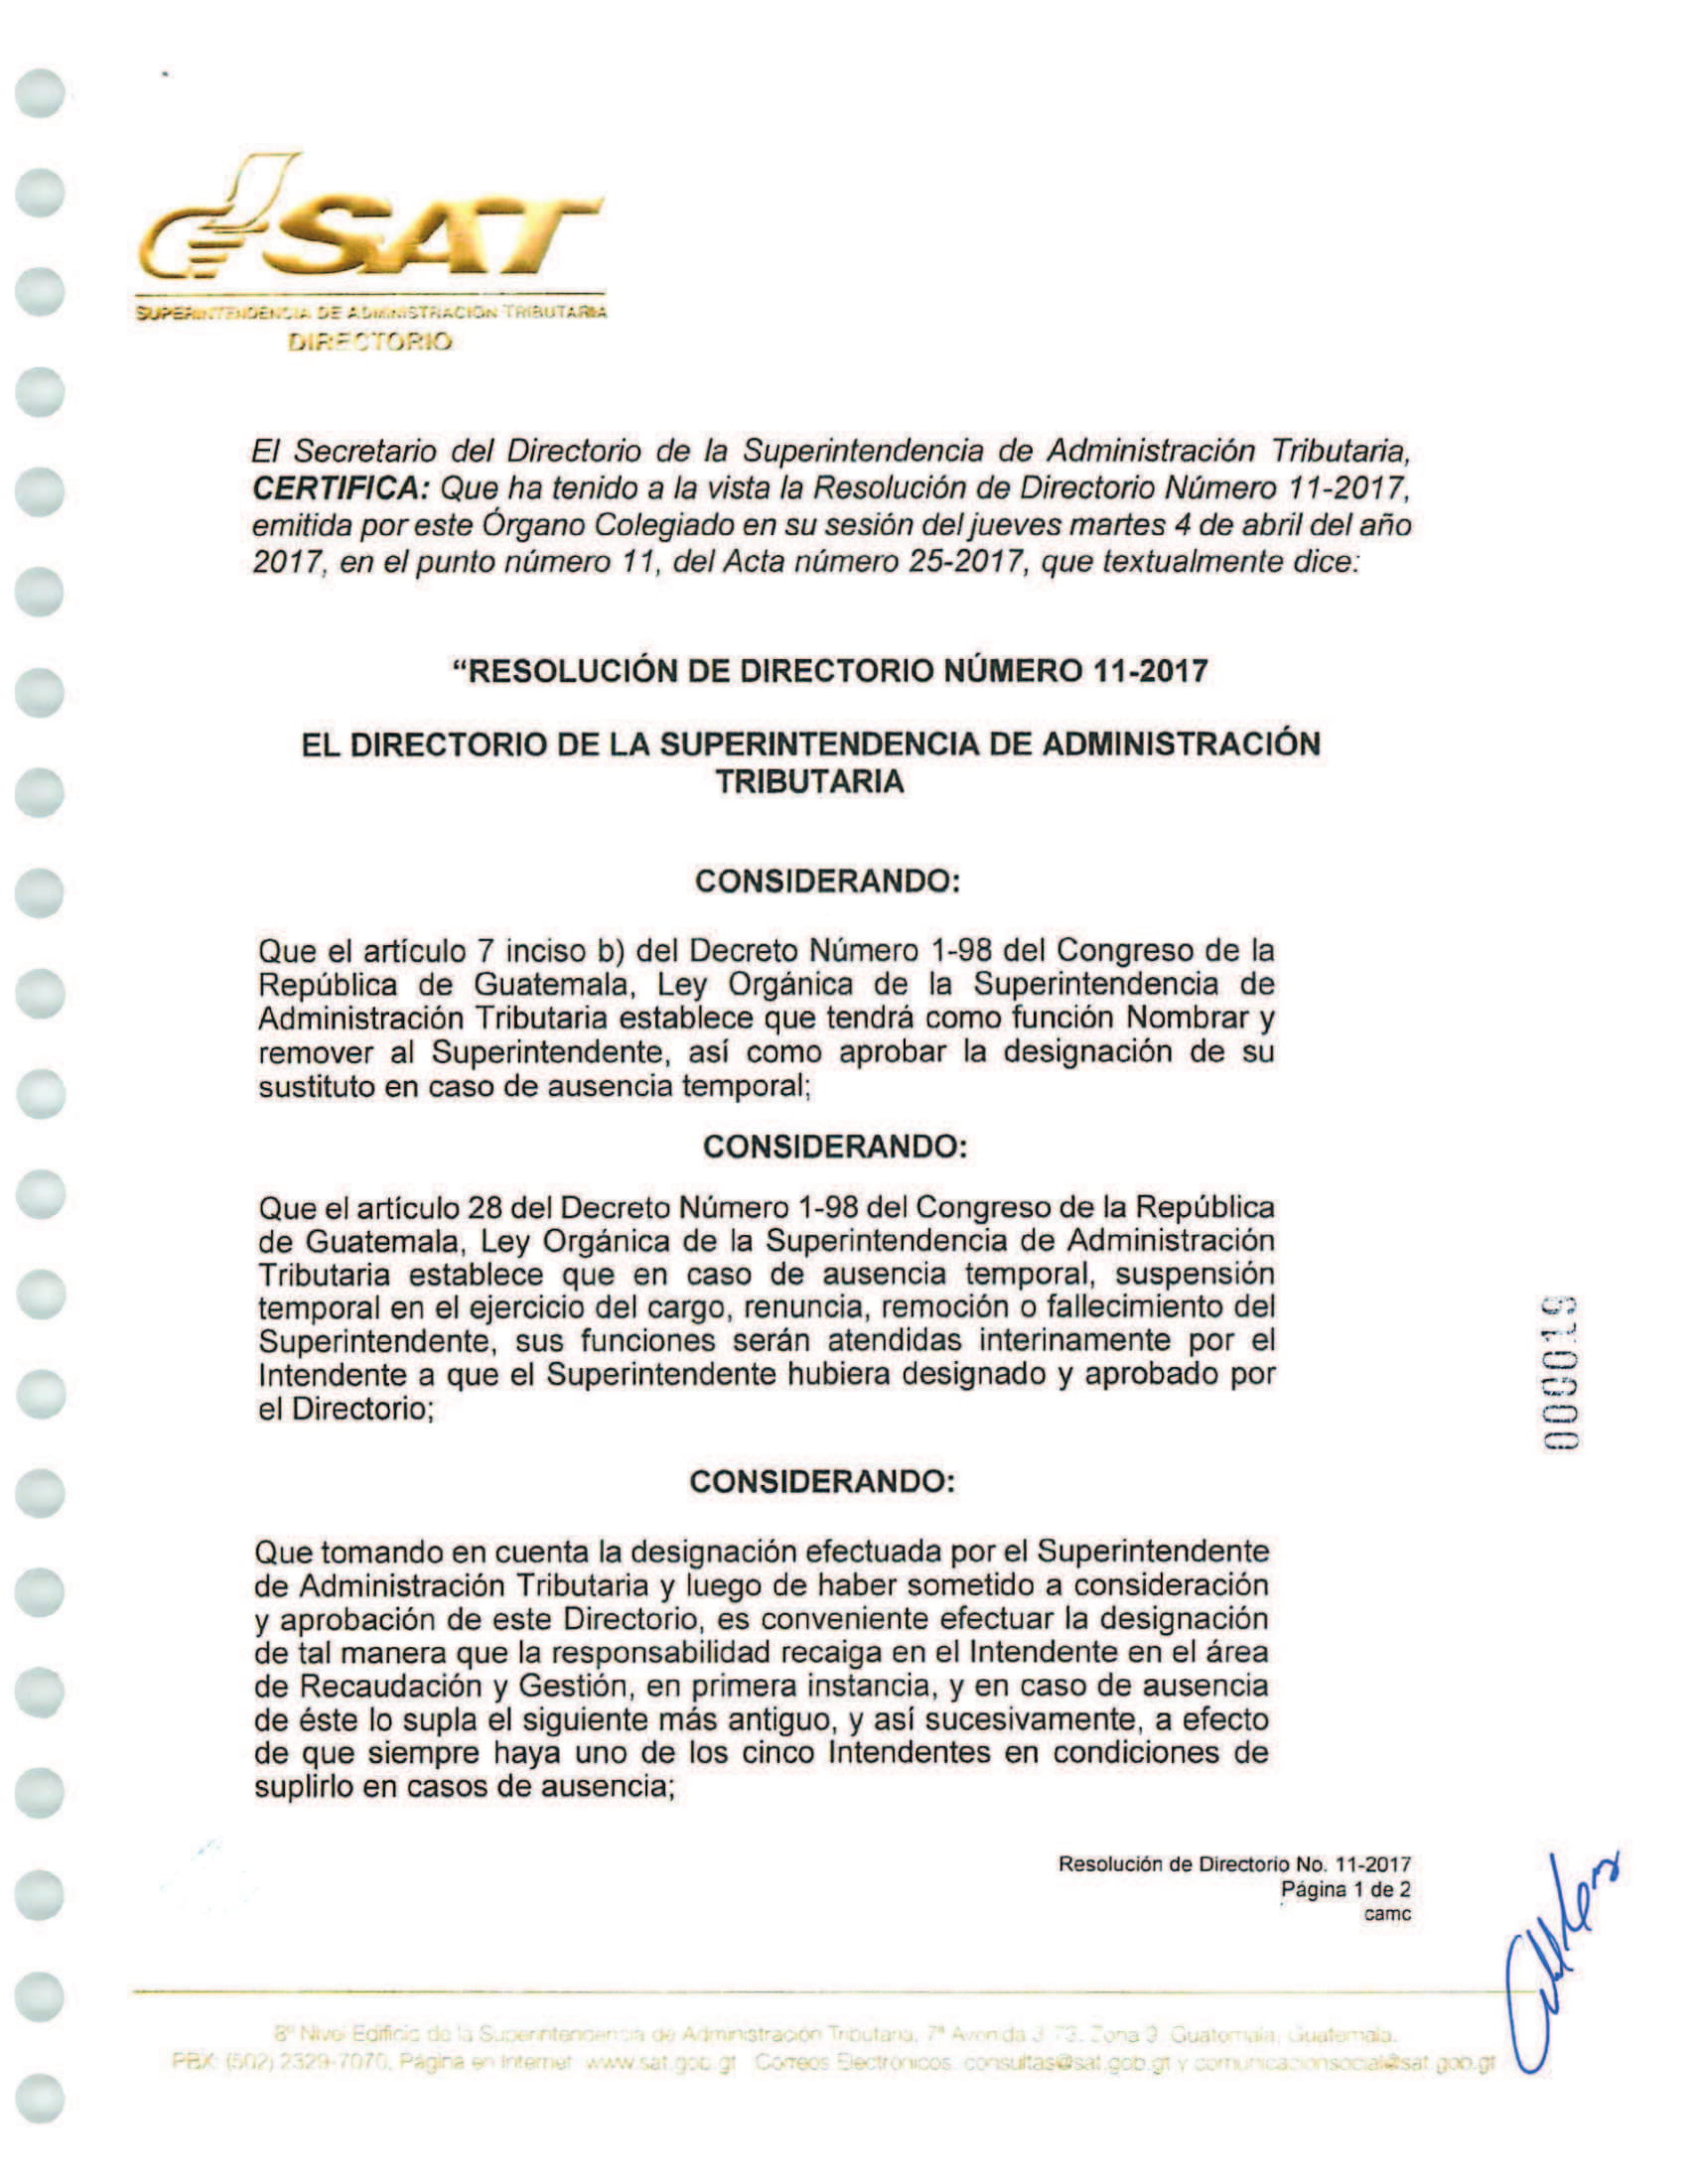 SAT
SUPERINTENDENCIA DE ADMINISTRACIÓN TRIBUTARIA
DIRECTORIO
El Secretario del Directorio de la Superintendencia de Administración Tributaria,
CERTIFICA: Que ha tenido a la vista la Resolución de Directorio Número 11-2017,
emitida por este Órgano Colegiado en su sesión del jueves martes 4 de abril del año
2017, en el punto número 11, del Acta número 25-2017, que textualmente dice:
“RESOLUCIÓN DE DIRECTORIO NÚMERO 11-2017
EL DIRECTORIO DE LA SUPERINTENDENCIA DE ADMINISTRACIÓN
TRIBUTARIA
CONSIDERANDO:
Que el artículo 7 inciso b) del Decreto Número 1-98 del Congreso de la
República de Guatemala, Ley Orgánica de la Superintendencia de
Administración Tributaria establece que tendrá como función Nombrar y
remover al Superintendente, así como aprobar la designación de su
sustituto en caso de ausencia temporal;
CONSIDERANDO:
Que el artículo 28 del Decreto Número 1-98 del Congreso de la República
de Guatemala, Ley Orgánica de la Superintendencia de Administración
Tributaria establece que en caso de ausencia temporal, suspensión
temporal en el ejercicio del cargo, renuncia, remoción o fallecimiento del
Superintendente, sus funciones serán atendidas interinamente por el
Intendente a que el Superintendente hubiera designado y aprobado por
el Directorio;
000019
CONSIDERANDO:
Que tomando en cuenta la designación efectuada por el Superintendente
de Administración Tributaria y luego de haber sometido a consideración
y aprobación de este Directorio, es conveniente efectuar la designación
de tal manera que la responsabilidad recaiga en el Intendente en el área
de Recaudación y Gestión, en primera instancia, y en caso de ausencia
de éste lo supla el siguiente más antiguo, y así sucesivamente, a efecto
de que siempre haya uno de los cinco Intendentes en condiciones de
suplirlo en casos de ausencia;
Resolución de Directorio No. 11-2017
Página 1 de 2
camc
8º Nivel Edificio de la Superintendencia de Administración Tributaria, 7ª Avenida 3-73, Zona 9 Guatemala, Guatemala.
PBX: (502) 2329-7070, Página en Internet www.sat.gob.gt Correos Electrónicos: consultas@sat.gob.gt y comunicacionsocial@sat.gob.gt